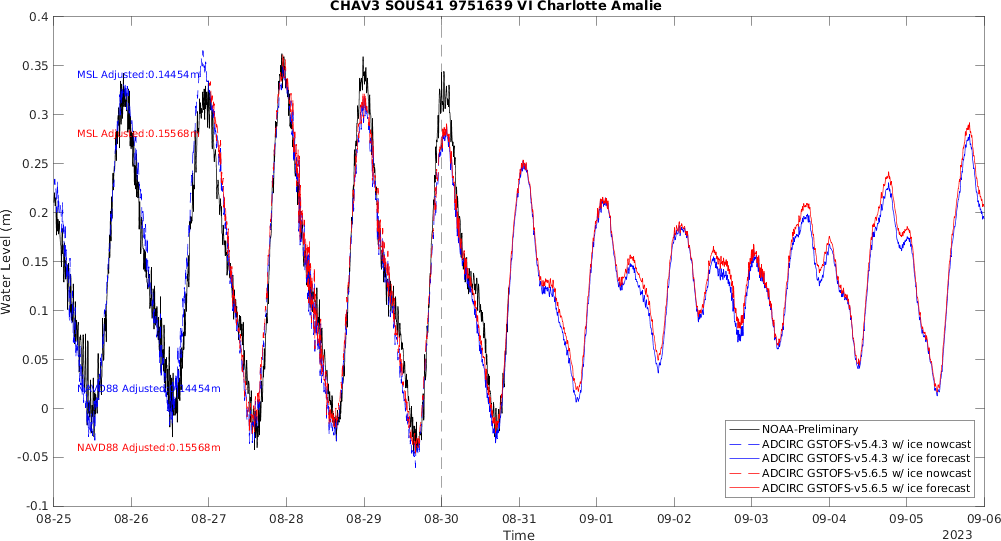 CHAV3 SOUS41 9751639 VI Charlotte Amalie
Water Level (m)
0.4
0.35
0.3
0.25
0.2
0.15
0.1
0.05
0
-0.05
-0.1
MSL Adjusted:0.14454m
MSL Adjusted:0.15568m
NAVD88 Adjusted:0.14454m
NAVD88 Adjusted:0.15568m
NOAA-Preliminary
ADCIRC GSTOFS-v5.4.3 w/ ice nowcast
ADCIRC GSTOFS-v5.4.3 w/ ice forecast
ADCIRC GSTOFS-v5.6.5 w/ ice nowcast
ADCIRC GSTOFS-v5.6.5 w/ ice forecast
08-25 08-26 08-27 08-28 08-29 08-30 08-31 09-01 09-02 09-03 09-04 09-05 09-06
Time
2023